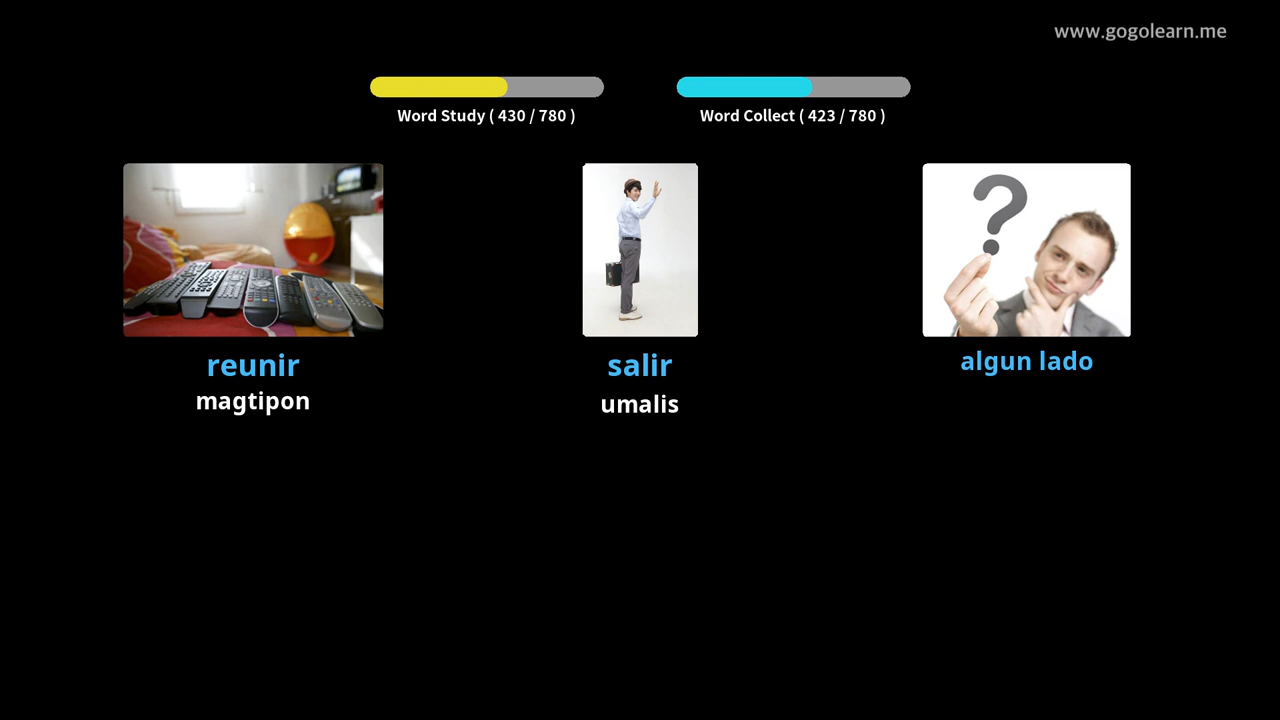 www.gogolearn.me
Word Study ( 430 / 780 )
Word Collect ( 423 / 780 )
reunir
magtipon
salir
umalis
algun lado